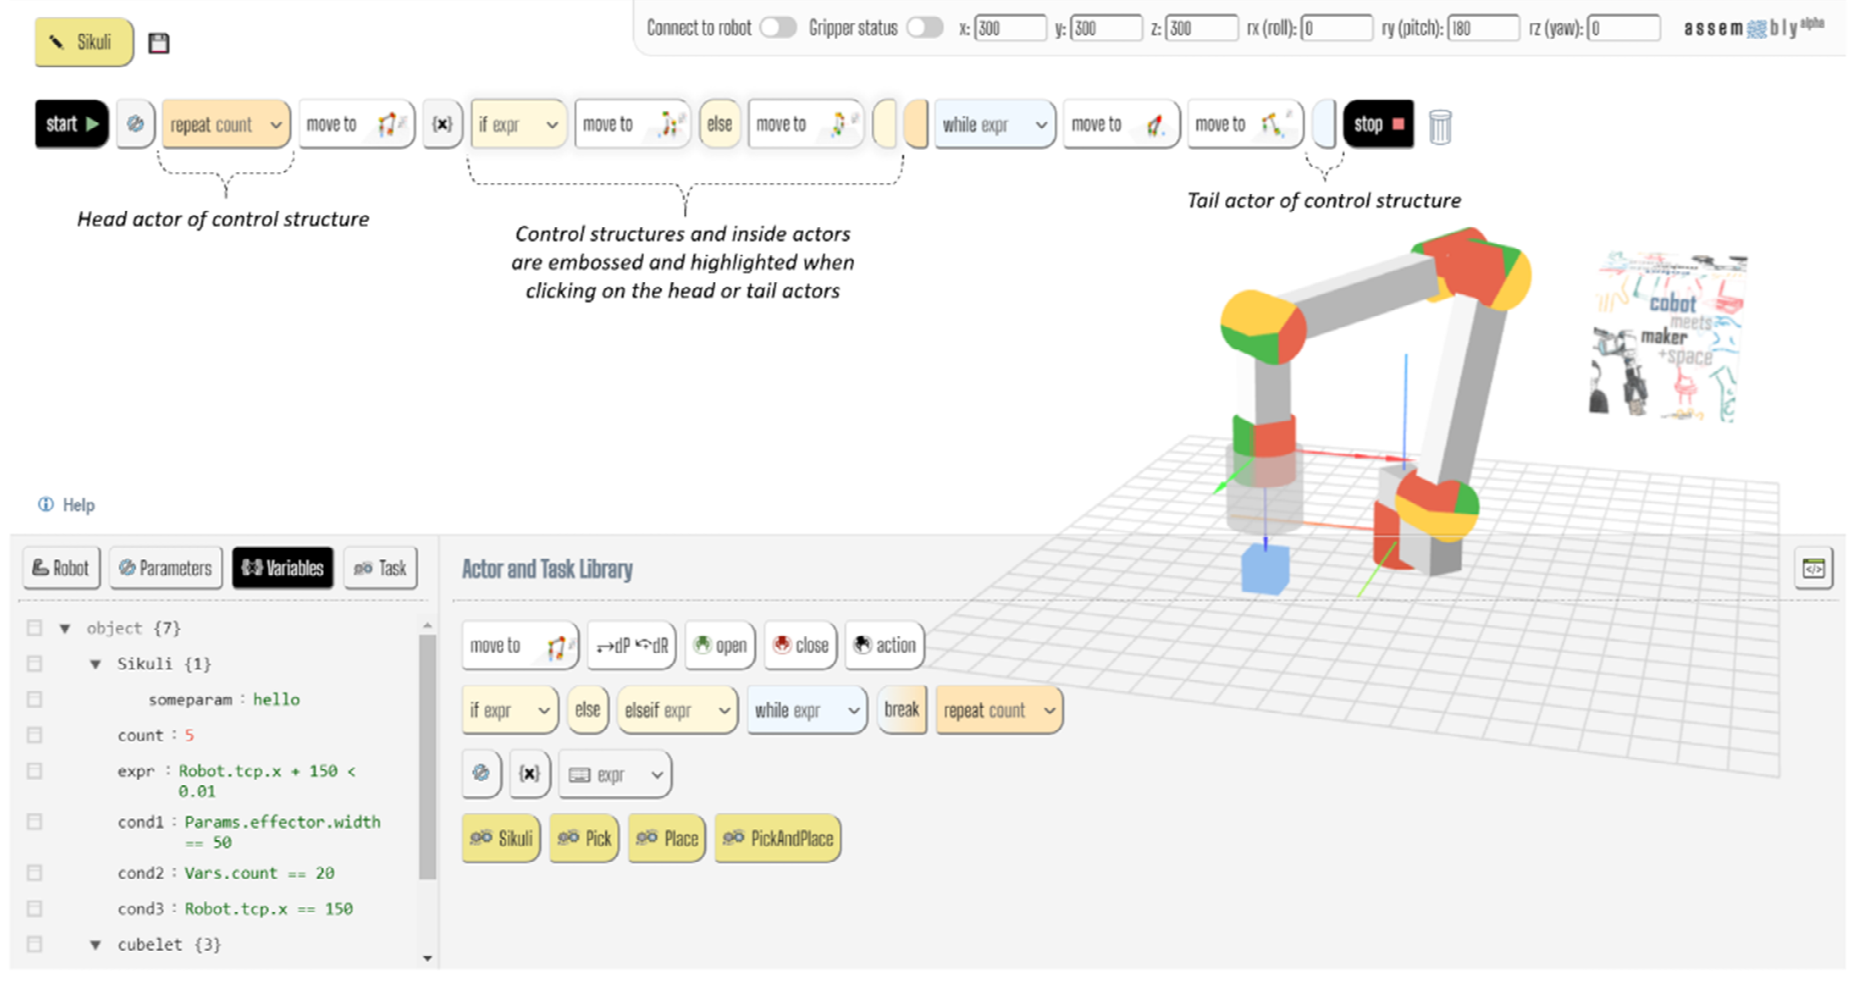 Sikuli
Connect to robot Gripper status x: 300 y: 300 z: 300 rx (roll): 0 ry (pitch): 180 rz (yaw): 0 assembly alpha
start repeat count move to {x} if expr move to else move to while expr move to move to stop
Head actor of control structure
Control structures and inside actors
are embossed and highlighted when
clicking on the head or tail actors
Tail actor of control structure
cobot
meets
maker
+space
Help
Robot Parameters Variables Task
object {7}
Sikuli {1}
someparam : hello
count : 5
expr : Robot.tcp.x + 150 <
0.01
cond1 : Params.effector.width
== 50
cond2 : Vars.count == 20
cond3 : Robot.tcp.x == 150
cubelet {3}
Actor and Task Library
</>
move to →dP dR open close action
if expr else elseif expr while expr break repeat count
{x} expr
Sikuli Pick Place PickAndPlace